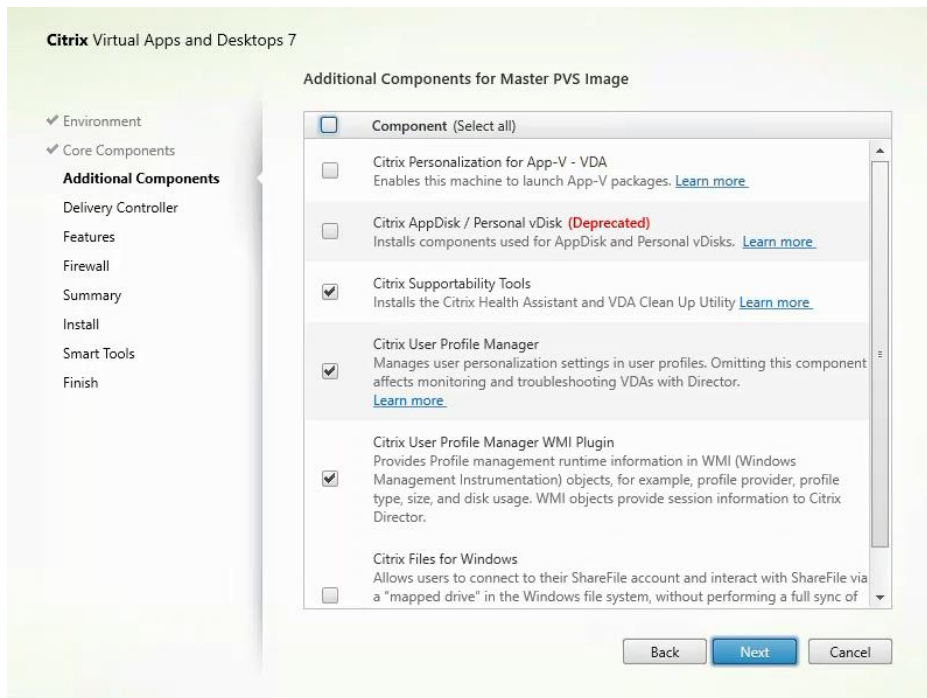 Citrix Virtual Apps and Desktops 7
Additional Components for Master PVS Image
Environment
Core Components
Additional Components
Delivery Controller
Features
Firewall
Summary
Install
Smart Tools
Finish
Component (Select all)
Citrix Personalization for App-V - VDA
Enables this machine to launch App-V packages. Learn more
Citrix AppDisk / Personal vDisk (Deprecated)
Installs components used for AppDisk and Personal vDisks. Learn more
Citrix Supportability Tools
Installs the Citrix Health Assistant and VDA Clean Up Utility Learn more
Citrix User Profile Manager
Manages user personalization settings in user profiles. Omitting this component
affects monitoring and troubleshooting VDAs with Director.
Learn more
Citrix User Profile Manager WMI Plugin
Provides Profile management runtime information in WMI (Windows
Management Instrumentation) objects, for example, profile provider, profile
type, size, and disk usage. WMI objects provide session information to Citrix
Director.
Citrix Files for Windows
Allows users to connect to their ShareFile account and interact with ShareFile via
a "mapped drive" in the Windows file system, without performing a full sync of
Back
Next
Cancel